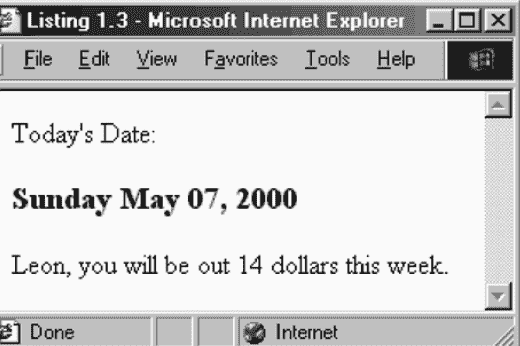 Listing 1.3 - Microsoft Internet Explorer
File Edit View Favorites Tools Help
Today's Date:
Sunday May 07, 2000
Leon, you will be out 14 dollars this week.
Done Internet